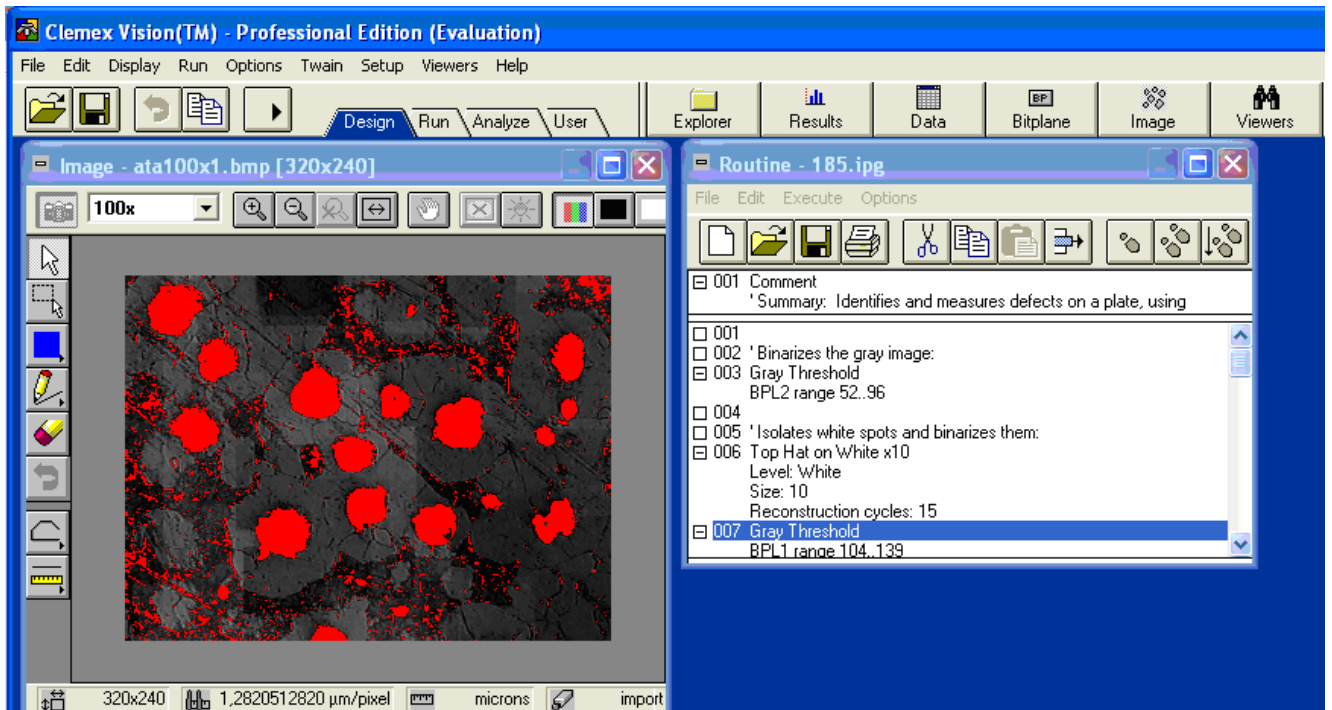 Clemex Vision(TM) - Professional Edition (Evaluation)
File Edit Display Run Options Twain Setup Viewers Help
Design Run Analyze User Explorer Results Data BP Bitplane Image Viewers
Image - ata100x1.bmp [320x240]
100x
320x240 1,2820512820 µm/pixel microns import
Routine - 185.ipg
File Edit Execute Options
001 Comment
'Summary: Identifies and measures defects on a plate, using
001
002 'Binarizes the gray image:
003 Gray Threshold
BPL2 range 52..96
004
005 'Isolates white spots and binarizes them:
006 Top Hat on White x10
Level: White
Size: 10
Reconstruction cycles: 15
007 Gray Threshold
BPL1 range 104..139